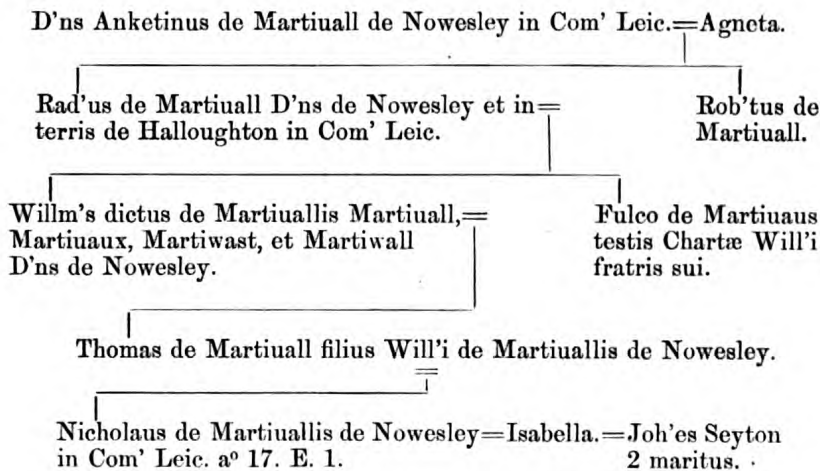 D'ns Anketinus de Martiuall de Nowesley in Com' Leic.=Agneta.
Rad'us de Martiuall D'ns de Nowesley et in=
terris de Halloughton in Com' Leic.
Rob'tus de
Martiuall.
Willm's dictus de Martiuallis Martiuall,=
Martiuaux, Martiwast, et Martiwall
D'ns de Nowesley.
Fulco de Martiuaus
testis Chartæ Will'i
fratris sui.
Thomas de Martiuall filius Will'i de Martiuallis de Nowesley.
=
Nicholaus de Martiuallis de Nowesley=Isabella.=Joh'es Seyton
in Com' Leic. aº 17. E. 1.
2 maritus.